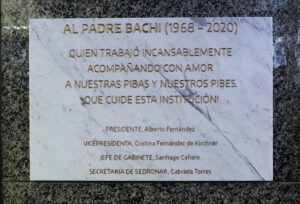 AL PADRE BACHI (1968 – 2020)
QUIEN TRABAJÓ INCANSABLEMENTE
ACOMPAÑANDO CON AMOR
A NUESTRAS PIBAS Y NUESTROS PIBES.
QUE CUIDE ESTA INSTITUCIÓN!
PRESIDENTE, Alberto Fernández
VICEPRESIDENTA, Cristina Fernández de Kirchner
JEFE DE GABINETE, Santiago Cafiero
SECRETARIA DE SEDRONAR, Gabriela Torres